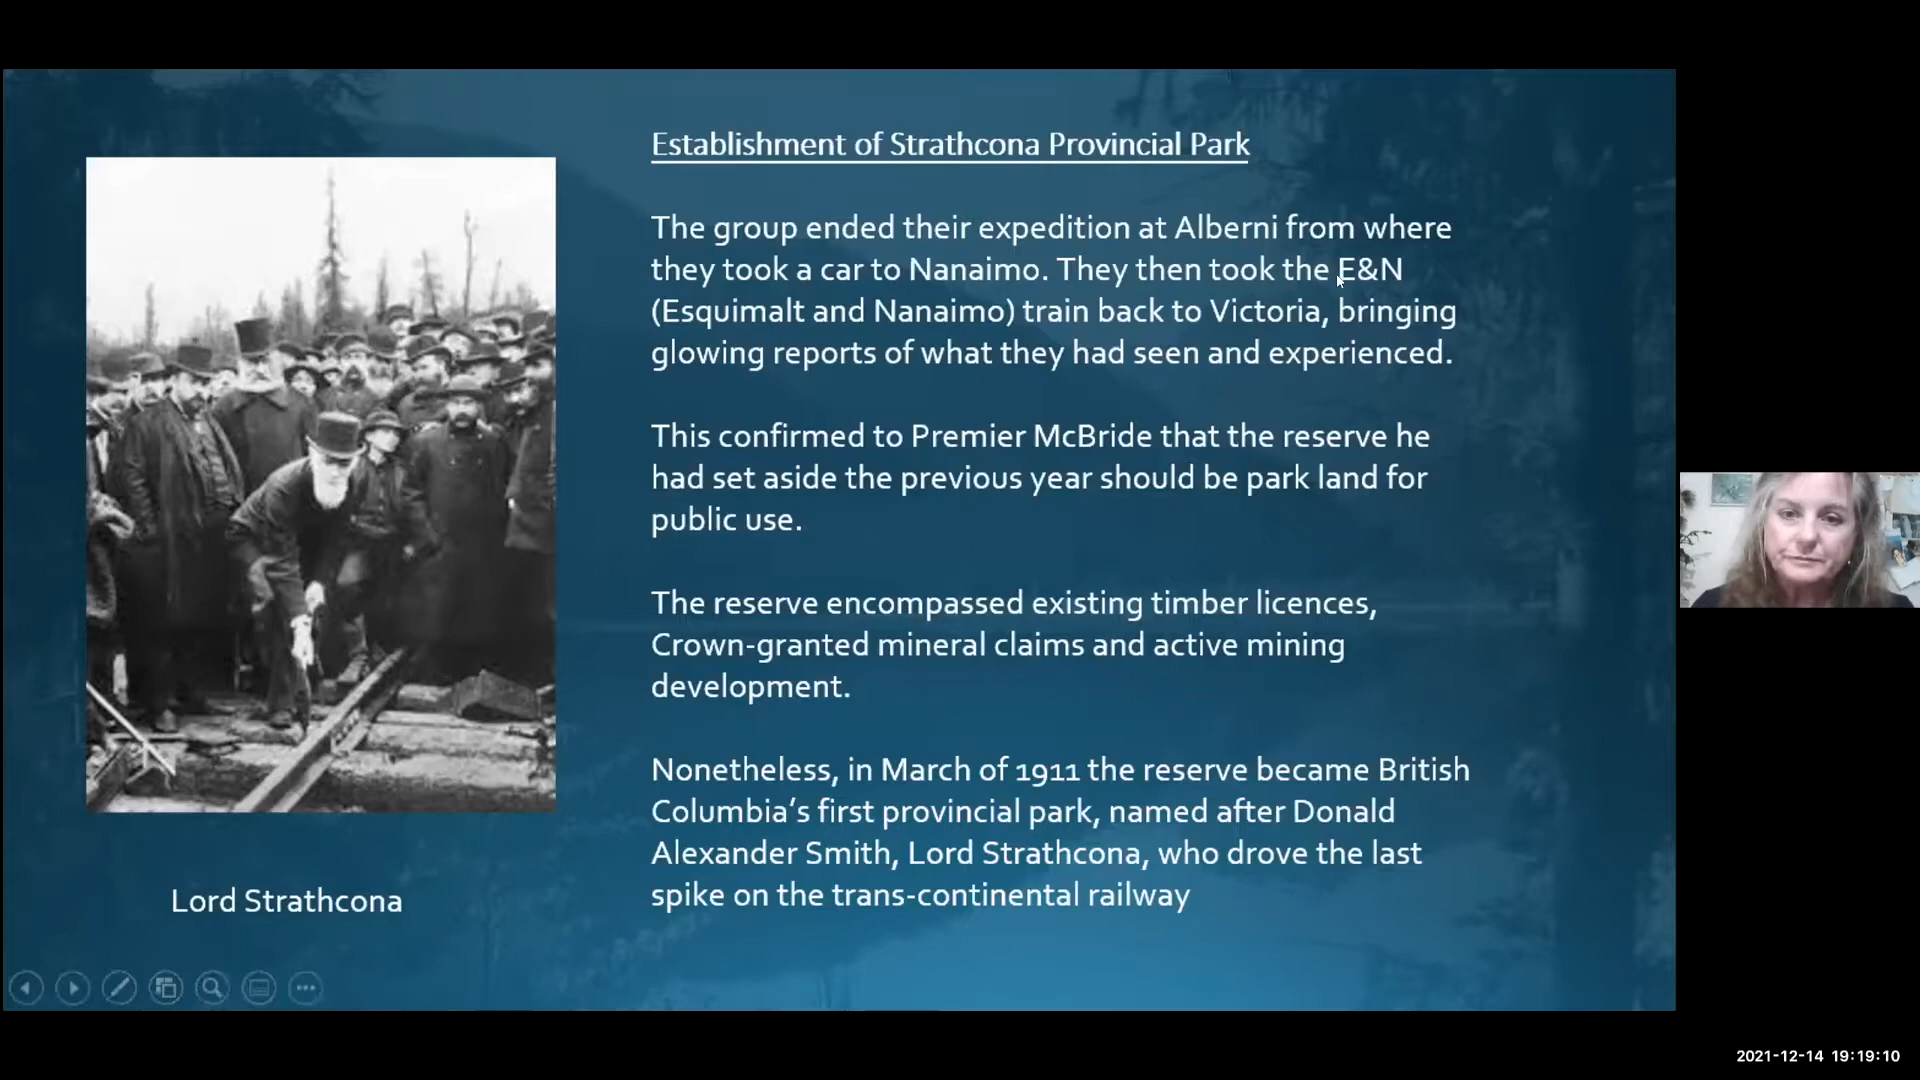 Establishment of Strathcona Provincial Park
The group ended their expedition at Alberni from where
they took a car to Nanaimo. They then took the E&N
(Esquimalt and Nanaimo) train back to Victoria, bringing
glowing reports of what they had seen and experienced.
This confirmed to Premier McBride that the reserve he
had set aside the previous year should be park land for
public use.
The reserve encompassed existing timber licences,
Crown-granted mineral claims and active mining
development.
Nonetheless, in March of 1911 the reserve became British
Columbia’s first provincial park, named after Donald
Alexander Smith, Lord Strathcona, who drove the last
spike on the trans-continental railway
Lord Strathcona
2021-12-14 19:19:10